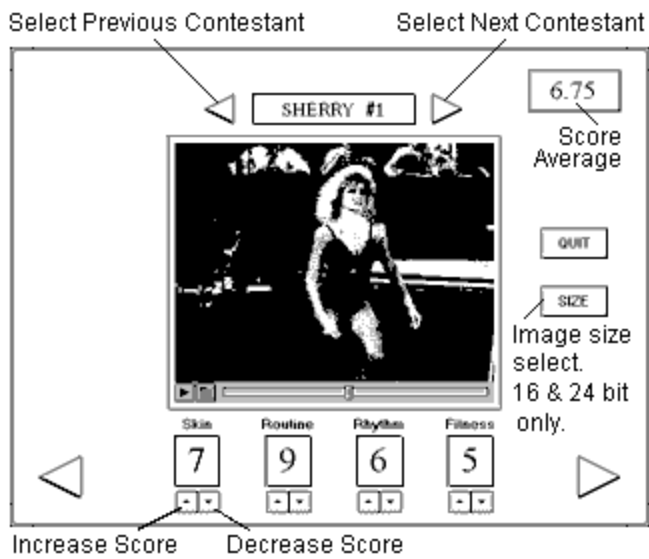 Select Previous Contestant
Select Next Contestant
SHERRY #1
6.75
Score
Average
QUIT
SIZE
Image size
select.
16 & 24 bit
only.
Skin
Routine
Rhythm
Fitness
7
9
6
5
Increase Score
Decrease Score